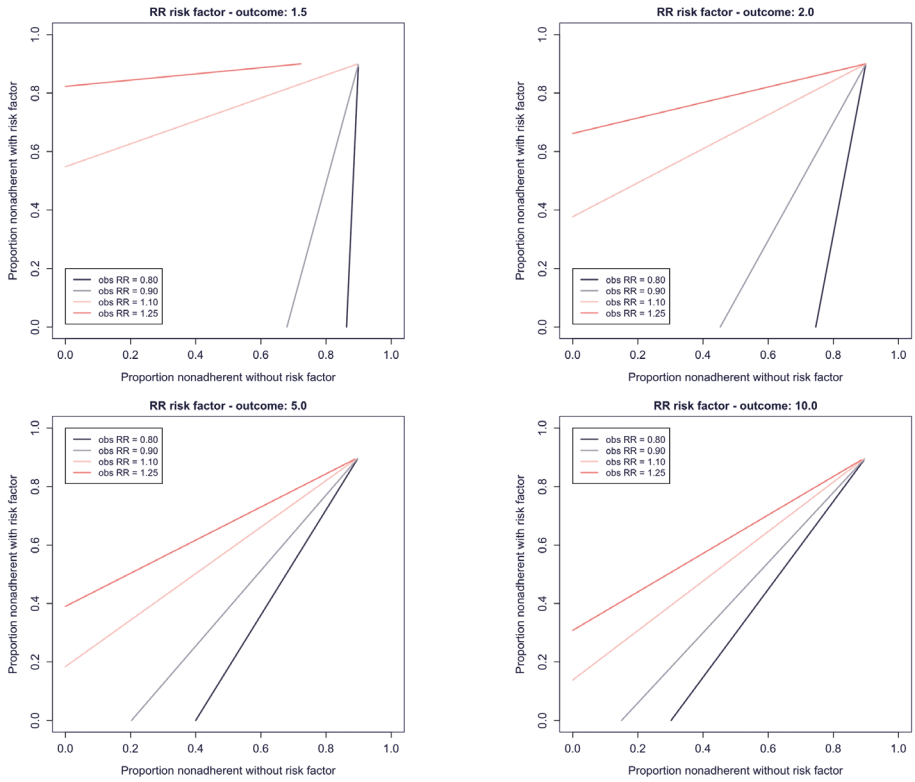 RR risk factor - outcome: 1.5
Proportion nonadherent with risk factor
1.0
0.8
0.6
0.4
0.2
0.0
obs RR = 0.80
obs RR = 0.90
obs RR = 1.10
obs RR = 1.25
0.0 0.2 0.4 0.6 0.8 1.0
Proportion nonadherent without risk factor
RR risk factor - outcome: 2.0
Proportion nonadherent with risk factor
1.0
0.8
0.6
0.4
0.2
0.0
obs RR = 0.80
obs RR = 0.90
obs RR = 1.10
obs RR = 1.25
0.0 0.2 0.4 0.6 0.8 1.0
Proportion nonadherent without risk factor
RR risk factor - outcome: 5.0
Proportion nonadherent with risk factor
1.0
0.8
0.6
0.4
0.2
0.0
obs RR = 0.80
obs RR = 0.90
obs RR = 1.10
obs RR = 1.25
0.0 0.2 0.4 0.6 0.8 1.0
Proportion nonadherent without risk factor
RR risk factor - outcome: 10.0
Proportion nonadherent with risk factor
1.0
0.8
0.6
0.4
0.2
0.0
obs RR = 0.80
obs RR = 0.90
obs RR = 1.10
obs RR = 1.25
0.0 0.2 0.4 0.6 0.8 1.0
Proportion nonadherent without risk factor